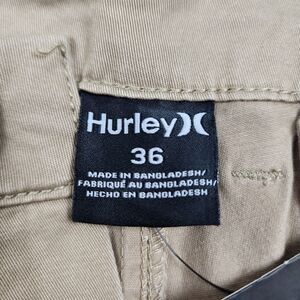 Hurley
36
MADE IN BANGLADESH/
FABRIQUÉ AU BANGLADESH/
HECHO EN BANGLADESH